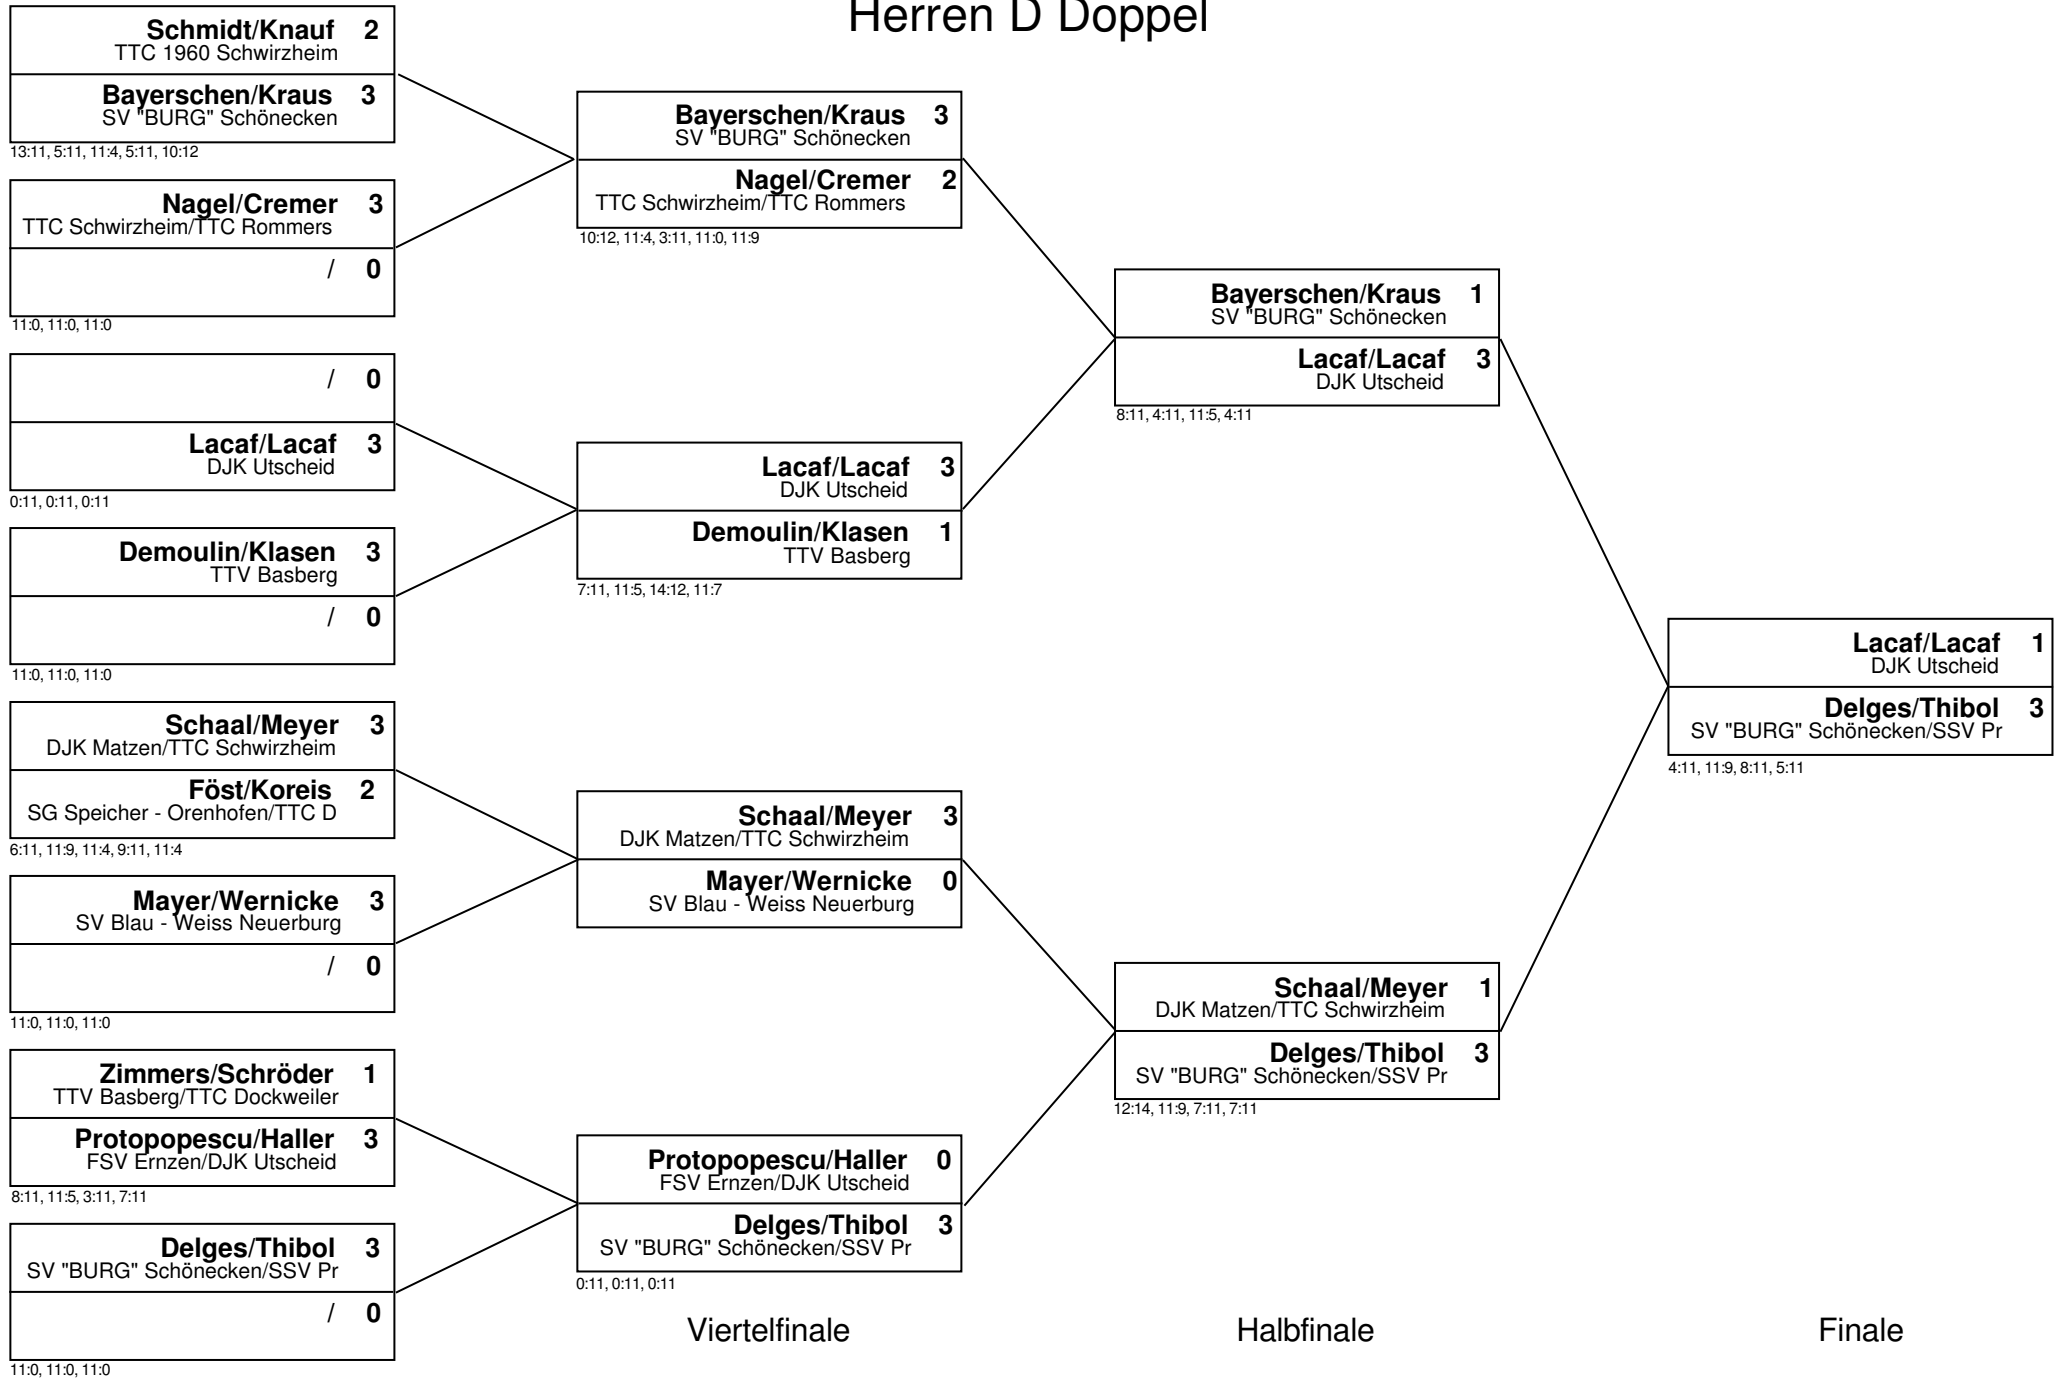 Herren D Doppel
Schmidt/Knauf 2
TTC 1960 Schwirzheim
Bayerschen/Kraus 3
SV "BURG" Schönecken
13:11, 5:11, 11:4, 5:11, 10:12
Nagel/Cremer 3
TTC Schwirzheim/TTC Rommers
/ 0
11:0, 11:0, 11:0
/ 0
Lacaf/Lacaf 3
DJK Utscheid
0:11, 0:11, 0:11
Demoulin/Klasen 3
TTV Basberg
/ 0
11:0, 11:0, 11:0
Schaal/Meyer 3
DJK Matzen/TTC Schwirzheim
Föst/Koreis 2
SG Speicher - Orenhofen/TTC D
6:11, 11:9, 11:4, 9:11, 11:4
Mayer/Wernicke 3
SV Blau - Weiss Neuerburg
/ 0
11:0, 11:0, 11:0
Zimmers/Schröder 1
TTV Basberg/TTC Dockweiler
Protopopescu/Haller 3
FSV Ernzen/DJK Utscheid
8:11, 11:5, 3:11, 7:11
Delges/Thibol 3
SV "BURG" Schönecken/SSV Pr
/ 0
11:0, 11:0, 11:0
Bayerschen/Kraus 3
SV "BURG" Schönecken
Nagel/Cremer 2
TTC Schwirzheim/TTC Rommers
10:12, 11:4, 3:11, 11:0, 11:9
Lacaf/Lacaf 3
DJK Utscheid
Demoulin/Klasen 1
TTV Basberg
7:11, 11:5, 14:12, 11:7
Schaal/Meyer 3
DJK Matzen/TTC Schwirzheim
Mayer/Wernicke 0
SV Blau - Weiss Neuerburg
Protopopescu/Haller 0
FSV Ernzen/DJK Utscheid
Delges/Thibol 3
SV "BURG" Schönecken/SSV Pr
0:11, 0:11, 0:11
Viertelfinale
Bayerschen/Kraus 1
SV "BURG" Schönecken
Lacaf/Lacaf 3
DJK Utscheid
8:11, 4:11, 11:5, 4:11
Schaal/Meyer 1
DJK Matzen/TTC Schwirzheim
Delges/Thibol 3
SV "BURG" Schönecken/SSV Pr
12:14, 11:9, 7:11, 7:11
Halbfinale
Lacaf/Lacaf 1
DJK Utscheid
Delges/Thibol 3
SV "BURG" Schönecken/SSV Pr
4:11, 11:9, 8:11, 5:11
Finale